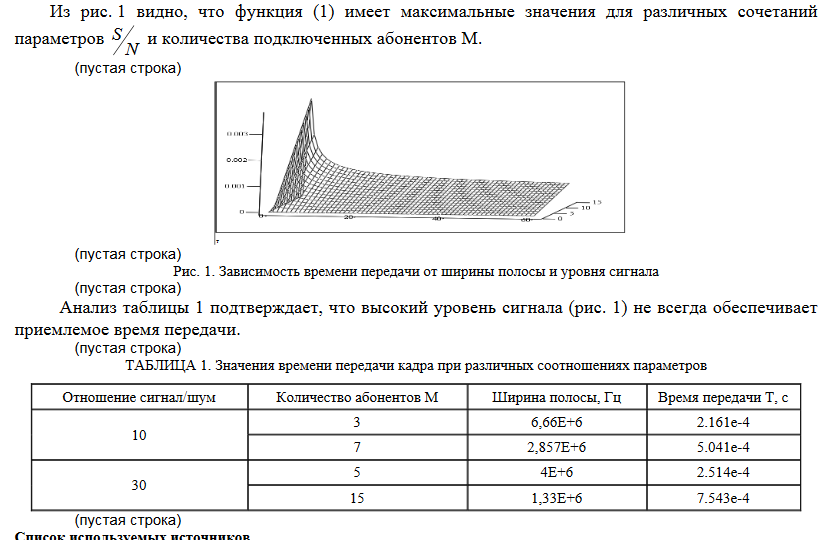 Из рис. 1 видно, что функция (1) имеет максимальные значения для различных сочетаний
параметров S/N и количества подключенных абонентов М.
(пустая строка)
0.003
0.002
0.001
0
0 20 40 60
0 5 10 15
т
(пустая строка)
Рис. 1. Зависимость времени передачи от ширины полосы и уровня сигнала
(пустая строка)
Анализ таблицы 1 подтверждает, что высокий уровень сигнала (рис. 1) не всегда обеспечивает
приемлемое время передачи.
(пустая строка)
ТАБЛИЦА 1. Значения времени передачи кадра при различных соотношениях параметров
Отношение сигнал/шум Количество абонентов М Ширина полосы, Гц Время передачи Т, с
10 3 6,66E+6 2.161e-4
7 2,857E+6 5.041e-4
30 5 4E+6 2.514e-4
15 1,33E+6 7.543e-4
(пустая строка)
Список используемых источников